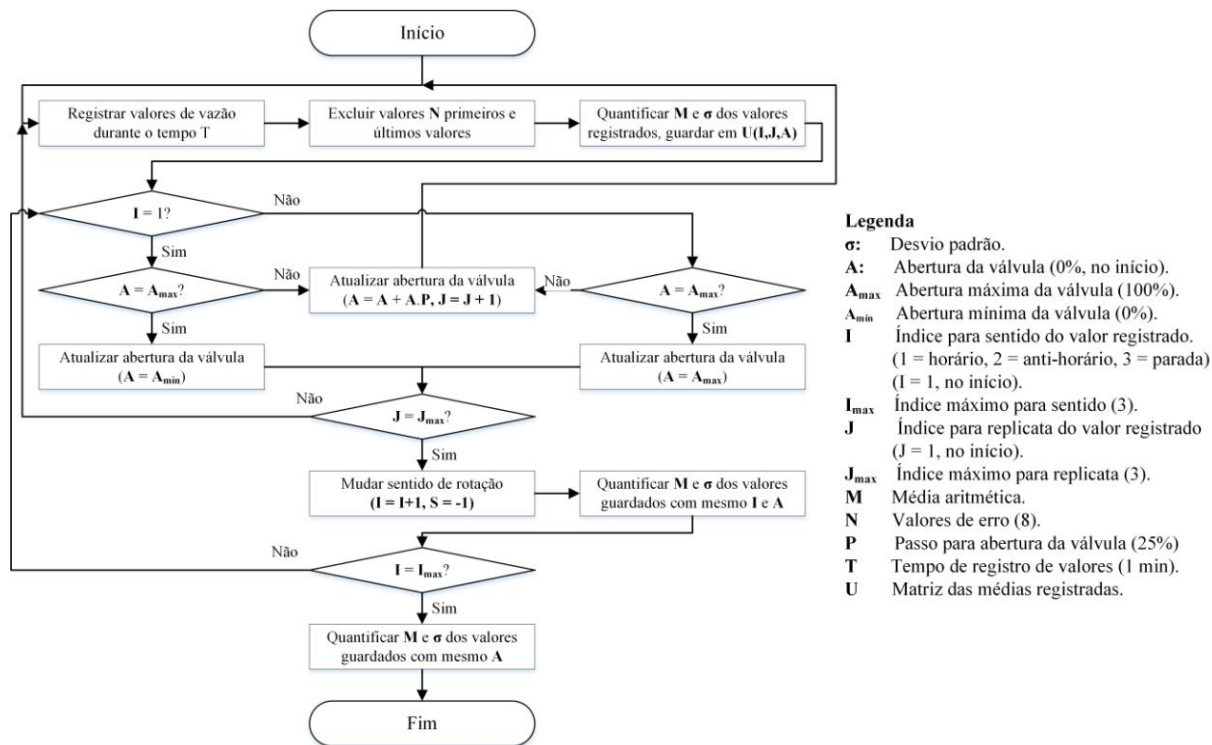 Início
Registrar valores de vazão
durante o tempo T
Excluir valores N primeiros e
últimos valores
Quantificar M e σ dos valores
registrados, guardar em U(I,J,A)
I = 1?
Não
Sim
A = Amax?
Não
Atualizar abertura da válvula
(A = A + A.P, J = J + 1)
Não
A = Amax?
Sim
Sim
Atualizar abertura da válvula
(A = Amin)
Atualizar abertura da válvula
(A = Amax)
Não
J = Jmax?
Sim
Mudar sentido de rotação
(I = I+1, S = -1)
Quantificar M e σ dos valores
guardados com mesmo I e A
Não
I = Imax?
Sim
Quantificar M e σ dos valores
guardados com mesmo A
Fim
Legenda
σ: Desvio padrão.
A: Abertura da válvula (0%, no início).
Amax Abertura máxima da válvula (100%).
Amín Abertura mínima da válvula (0%).
I Índice para sentido do valor registrado.
(1 = horário, 2 = anti-horário, 3 = parada)
(I = 1, no início).
Imax Índice máximo para sentido (3).
J Índice para replicata do valor registrado
(J = 1, no início).
Jmax Índice máximo para replicata (3).
M Média aritmética.
N Valores de erro (8).
P Passo para abertura da válvula (25%)
T Tempo de registro de valores (1 min).
U Matriz das médias registradas.